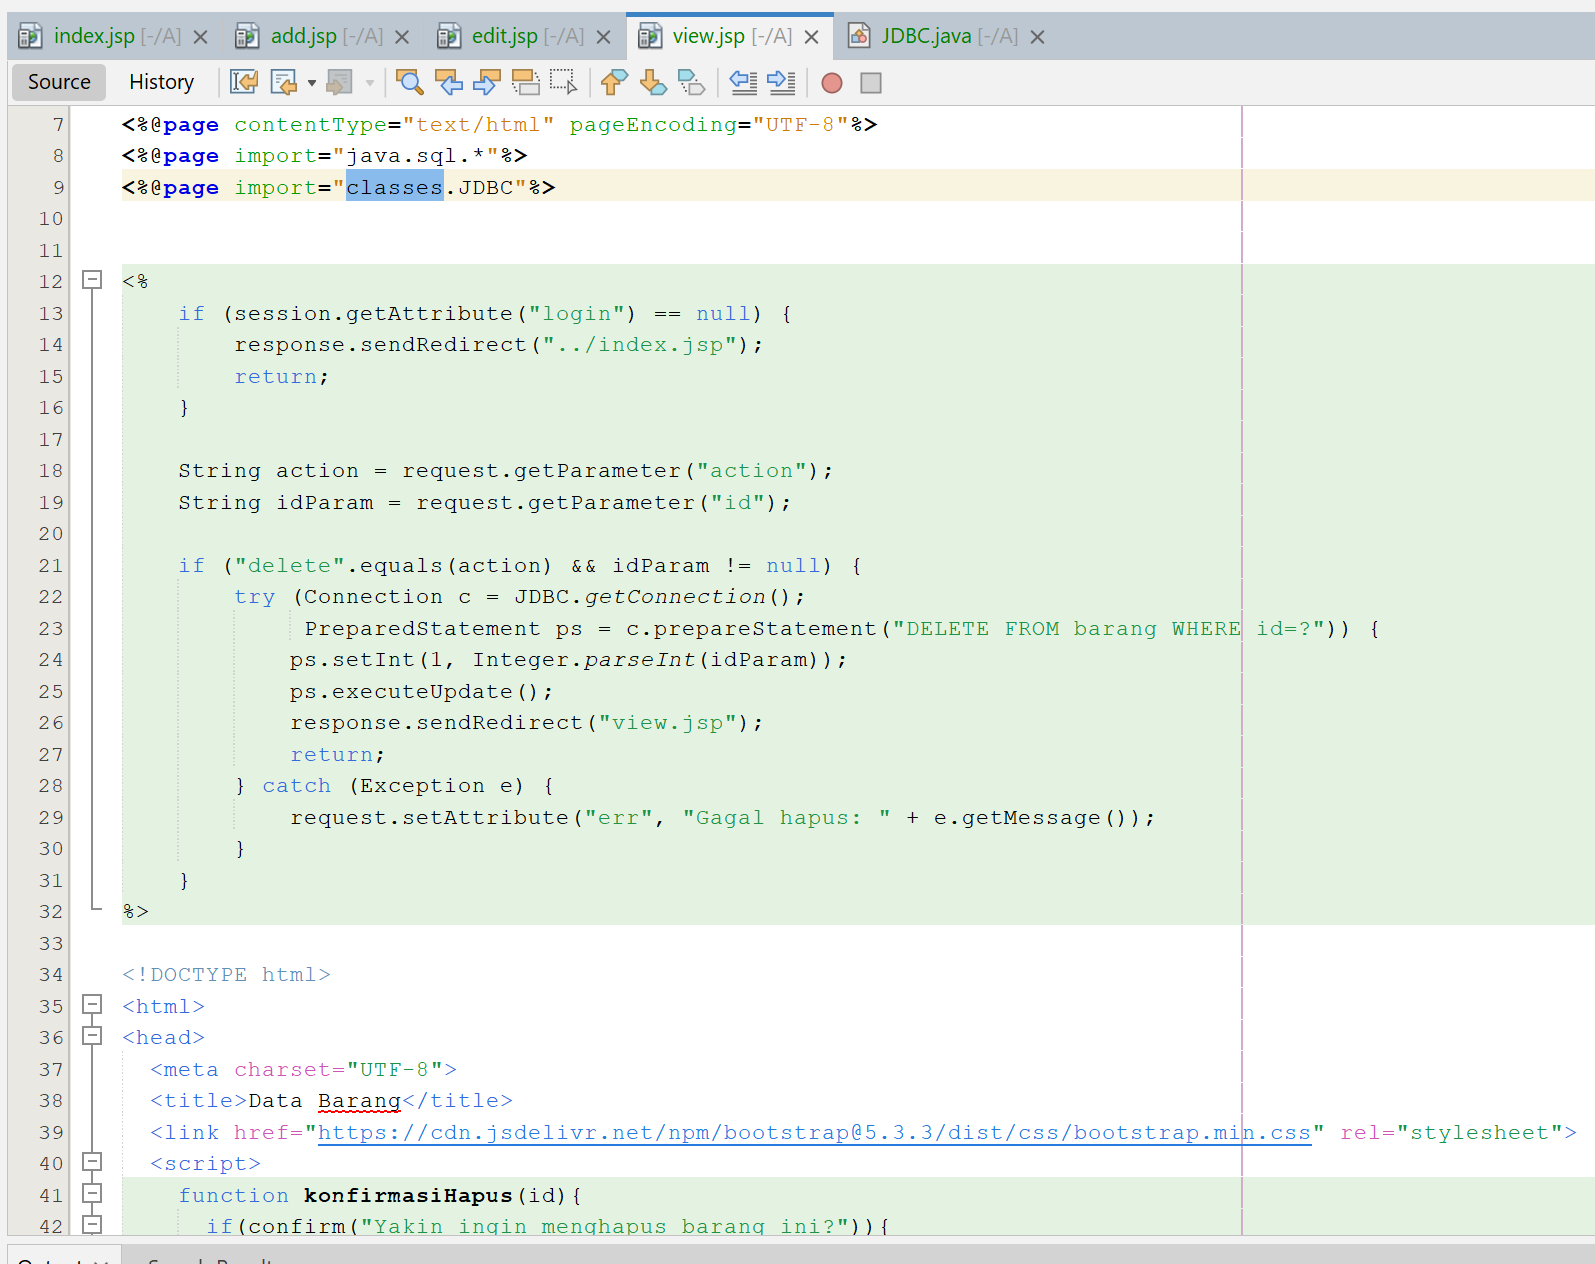 index.jsp [-/A]
add.jsp [-/A]
edit.jsp [-/A]
view.jsp [-/A]
JDBC.java [-/A]
Source History
7 <%@page contentType="text/html" pageEncoding="UTF-8"%>
8 <%@page import="java.sql.*"%>
9 <%@page import="classes.JDBC"%>
10
11
12 <%
13 if (session.getAttribute("login") == null) {
14 response.sendRedirect("../index.jsp");
15 return;
16 }
17
18 String action = request.getParameter("action");
19 String idParam = request.getParameter("id");
20
21 if ("delete".equals(action) && idParam != null) {
22 try (Connection c = JDBC.getConnection();
23 PreparedStatement ps = c.prepareStatement("DELETE FROM barang WHERE id=?")) {
24 ps.setInt(1, Integer.parseInt(idParam));
25 ps.executeUpdate();
26 response.sendRedirect("view.jsp");
27 return;
28 } catch (Exception e) {
29 request.setAttribute("err", "Gagal hapus: " + e.getMessage());
30 }
31 }
32 %>
33
34 <!DOCTYPE html>
35 <html>
36 <head>
37 <meta charset="UTF-8">
38 <title>Data Barang</title>
39 <link href="https://cdn.jsdelivr.net/npm/bootstrap@5.3.3/dist/css/bootstrap.min.css" rel="stylesheet">
40 <script>
41 function konfirmasiHapus(id){
42 if(confirm("Yakin ingin menghapus barang ini?")){